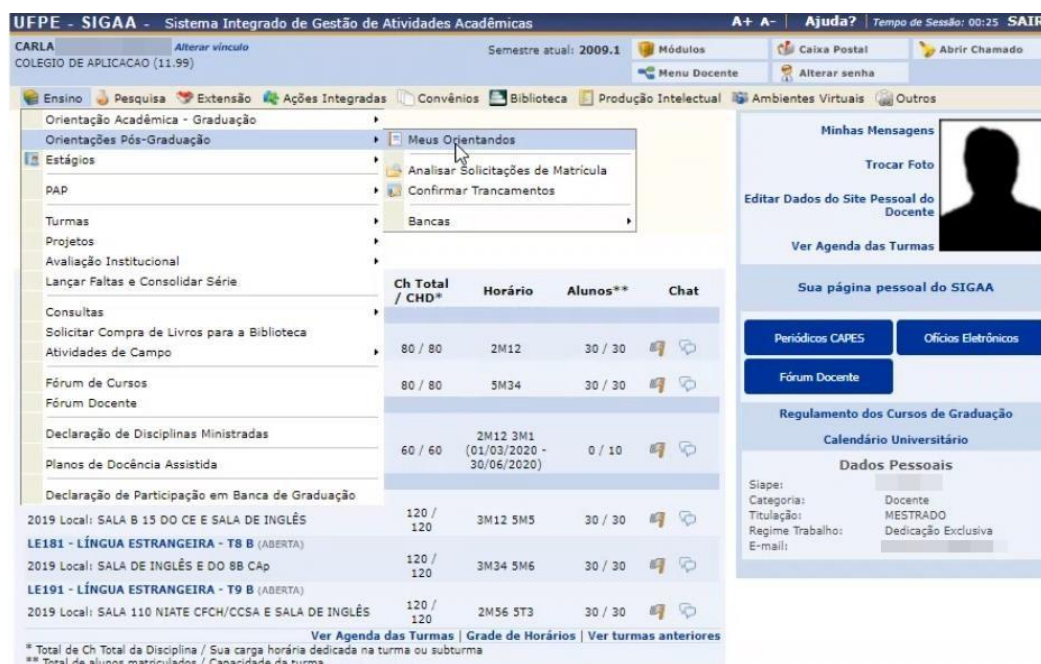 UFPE - SIGAA - Sistema Integrado de Gestão de Atividades Acadêmicas A+ A- | Ajuda? | Tempo de Sessão: 00:25 SAIR
CARLA Alterar vínculo
COLEGIO DE APLICACAO (11.99)
Semestre atual: 2009.1
Módulos
Caixa Postal
Abrir Chamado
Menu Docente
Alterar senha
Ensino Pesquisa Extensão Ações Integradas Convênios Biblioteca Produção Intelectual Ambientes Virtuais Outros
Orientação Acadêmica - Graduação
Orientações Pós-Graduação
Estágios
PAP
Turmas
Projetos
Avaliação Institucional
Lançar Faltas e Consolidar Série
Consultas
Solicitar Compra de Livros para a Biblioteca
Atividades de Campo
Fórum de Cursos
Fórum Docente
Declaração de Disciplinas Ministradas
Planos de Docência Assistida
Declaração de Participação em Banca de Graduação
Meus Orientandos
Analisar Solicitações de Matrícula
Confirmar Trancamentos
Bancas
Ch Total / CHD* Horário Alunos** Chat
80 / 80 2M12 30 / 30
80 / 80 5M34 30 / 30
60 / 60 2M12 3M1 (01/03/2020 - 30/06/2020) 0 / 10
2019 Local: SALA B 15 DO CE E SALA DE INGLÊS 120 / 120 3M12 5M5 30 / 30
LE181 - LÍNGUA ESTRANGEIRA - T8 B (ABERTA)
2019 Local: SALA DE INGLÊS E DO 8B CAp 120 / 120 3M34 5M6 30 / 30
LE191 - LÍNGUA ESTRANGEIRA - T9 B (ABERTA)
2019 Local: SALA 110 NIATE CFCH/CCSA E SALA DE INGLÊS 120 / 120 2M56 5T3 30 / 30
Ver Agenda das Turmas | Grade de Horários | Ver turmas anteriores
* Total de Ch Total da Disciplina / Sua carga horária dedicada na turma ou subturma
** Total de alunos matriculados / Capacidade da turma
Minhas Mensagens
Trocar Foto
Editar Dados do Site Pessoal do
Docente
Ver Agenda das Turmas
Sua página pessoal do SIGAA
Periódicos CAPES
Ofícios Eletrônicos
Fórum Docente
Regulamento dos Cursos de Graduação
Calendário Universitário
Dados Pessoais
Siape:
Categoria: Docente
Titulação: MESTRADO
Regime Trabalho: Dedicação Exclusiva
E-mail: